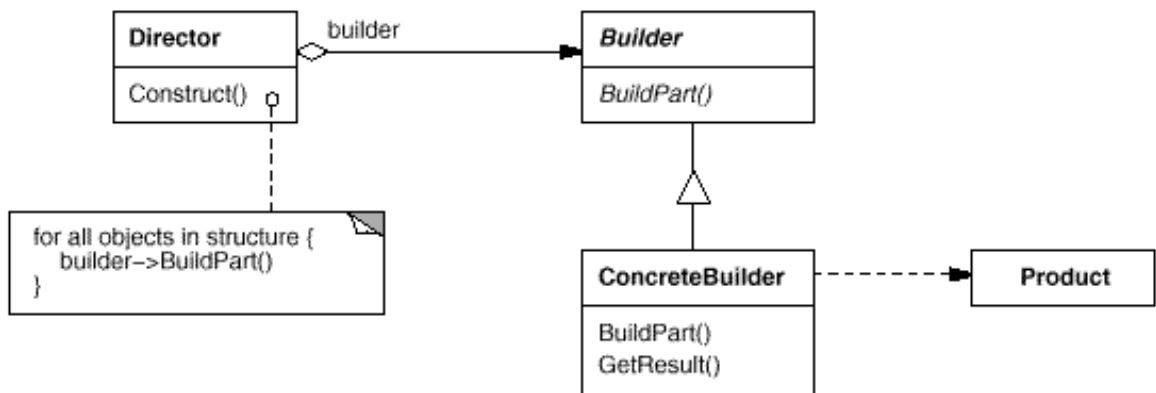 Director
Construct()
builder
Builder
BuildPart()
for all objects in structure {
builder->BuildPart()
}
ConcreteBuilder
BuildPart()
GetResult()
Product